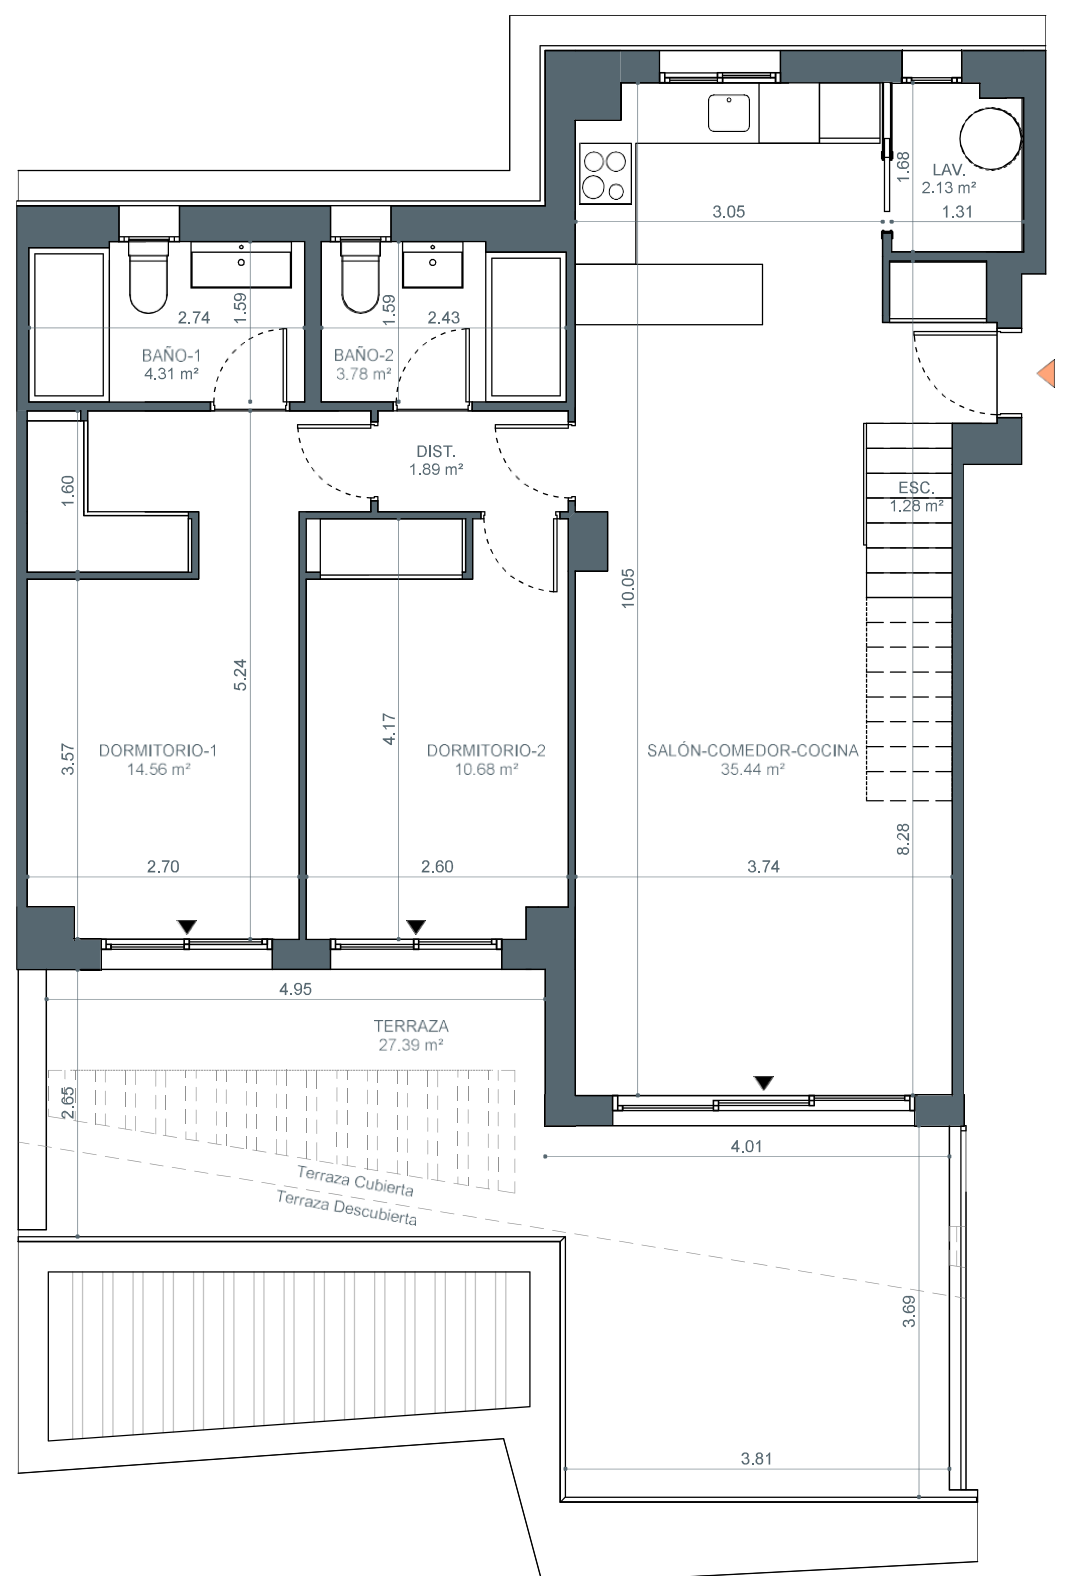 1.68
LAV.
2.13 m²
3.05
1.31
2.74
1.59
1.59
2.43
BAÑO-1
4.31 m²
BAÑO-2
3.78 m²
DIST.
1.89 m²
1.60
ESC.
1.28 m²
10.05
5.24
4.17
3.57
DORMITORIO-1
14.56 m²
DORMITORIO-2
10.68 m²
SALÓN-COMEDOR-COCINA
35.44 m²
8.28
2.70
2.60
3.74
4.95
TERRAZA
27.39 m²
2.65
4.01
Terraza Cubierta
Terraza Descubierta
3.69
3.81